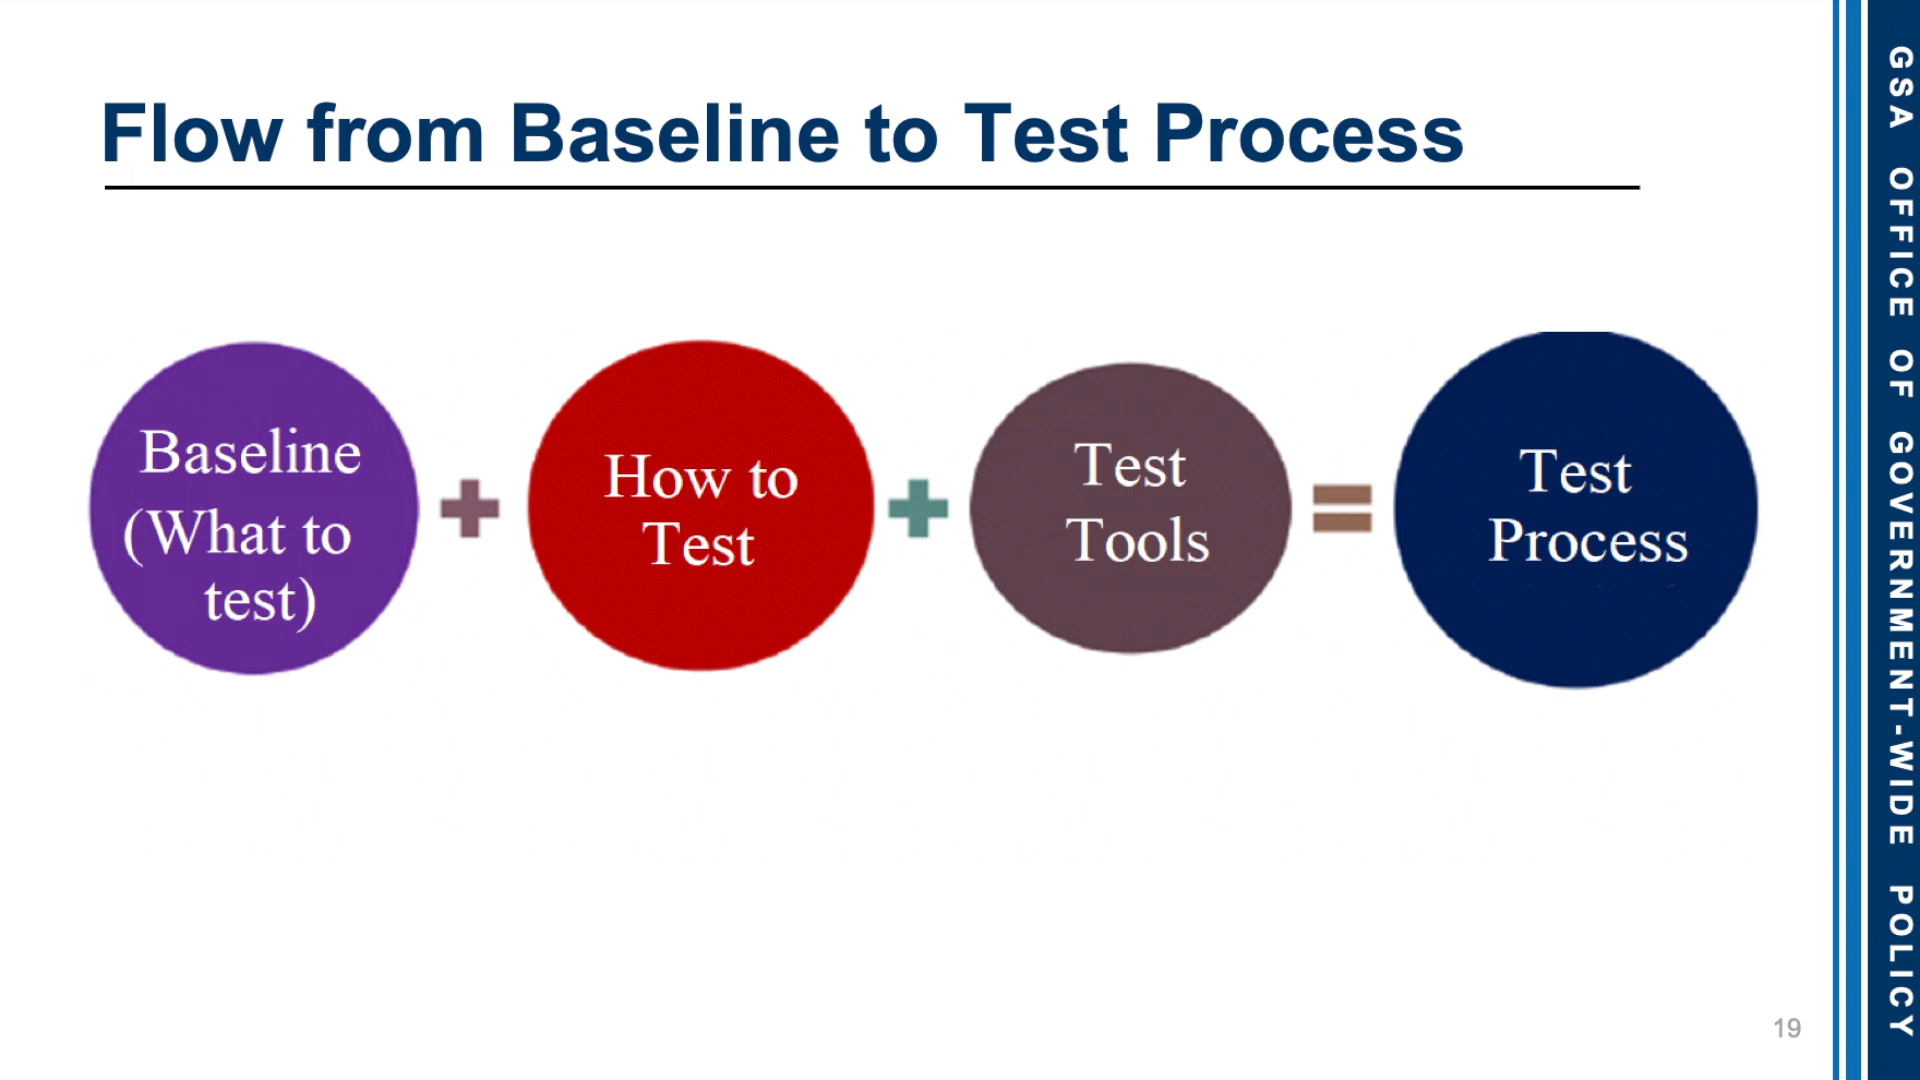 Flow from Baseline to Test Process
Baseline
(What to
test)
How to
Test
Test
Tools
Test
Process
19
GSA OFFICE OF GOVERNMENT-WIDE POLICY